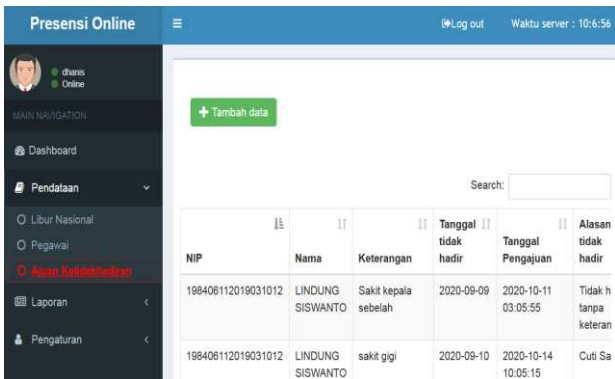 Presensi Online
Log out
Waktu server : 10:6:56
dhanis
Online
MAIN NAVIGATION
Dashboard
Pendataan
Libur Nasional
Pegawai
Ajuan Ketidakhadiran
Laporan
Pengaturan
Tambah data
Search:
NIP
Nama
Keterangan
Tanggal
tidak
hadir
Tanggal
Pengajuan
Alasan
tidak
hadir
198406112019031012
LINDUNG
SISWANTO
Sakit kepala
sebelah
2020-09-09
2020-10-11
03:05:55
Tidak h
tanpa
keteran
198406112019031012
LINDUNG
SISWANTO
sakit gigi
2020-09-10
2020-10-14
10:05:15
Cuti Sa